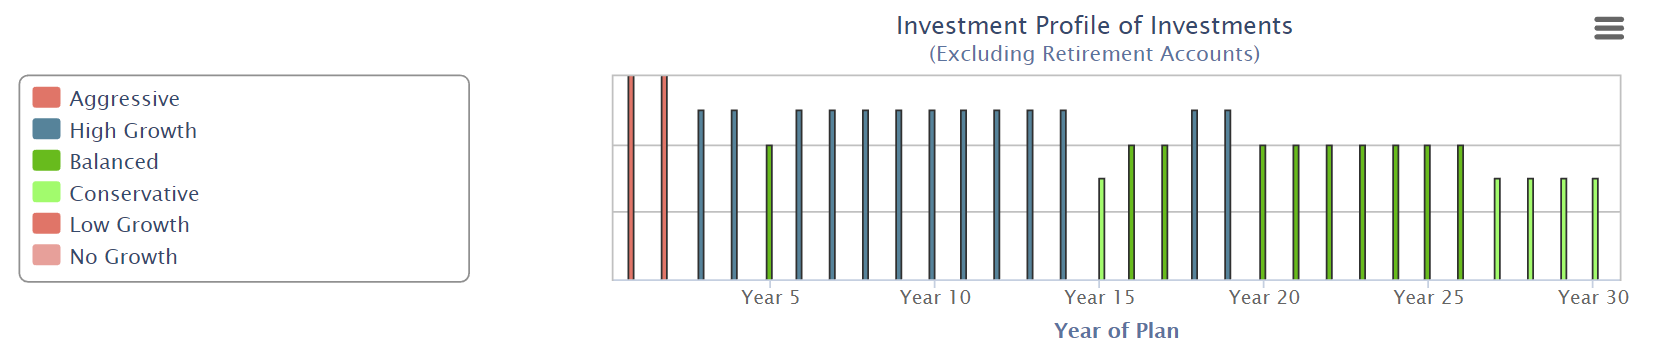 Investment Profile of Investments
(Excluding Retirement Accounts)
Aggressive
High Growth
Balanced
Conservative
Low Growth
No Growth
Year 5 Year 10 Year 15 Year 20 Year 25 Year 30
Year of Plan